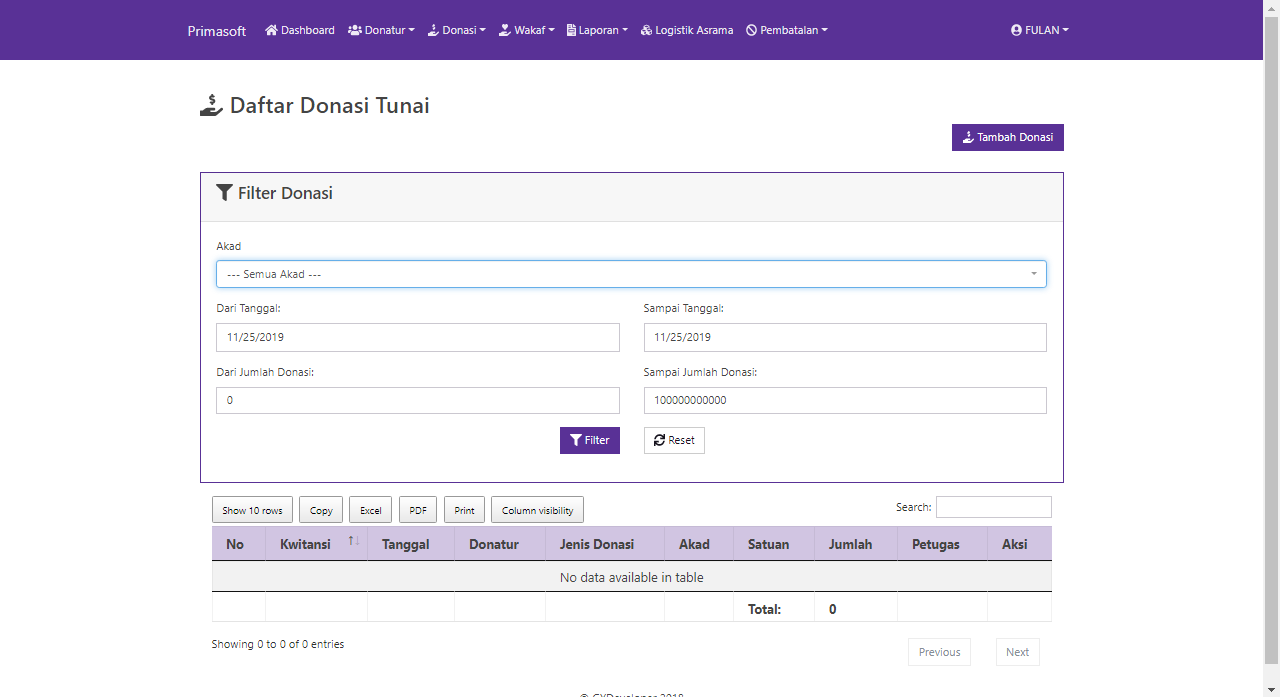 Primasoft Dashboard Donatur Donasi Wakaf Laporan Logistik Asrama Pembatalan FULAN
Daftar Donasi Tunai
Tambah Donasi
Filter Donasi
Akad
--- Semua Akad ---
Dari Tanggal: Sampai Tanggal:
11/25/2019 11/25/2019
Dari Jumlah Donasi: Sampai Jumlah Donasi:
0 100000000000
Filter Reset
Show 10 rows Copy Excel PDF Print Column visibility Search:
No Kwitansi Tanggal Donatur Jenis Donasi Akad Satuan Jumlah Petugas Aksi
No data available in table
Total: 0
Showing 0 to 0 of 0 entries Previous Next